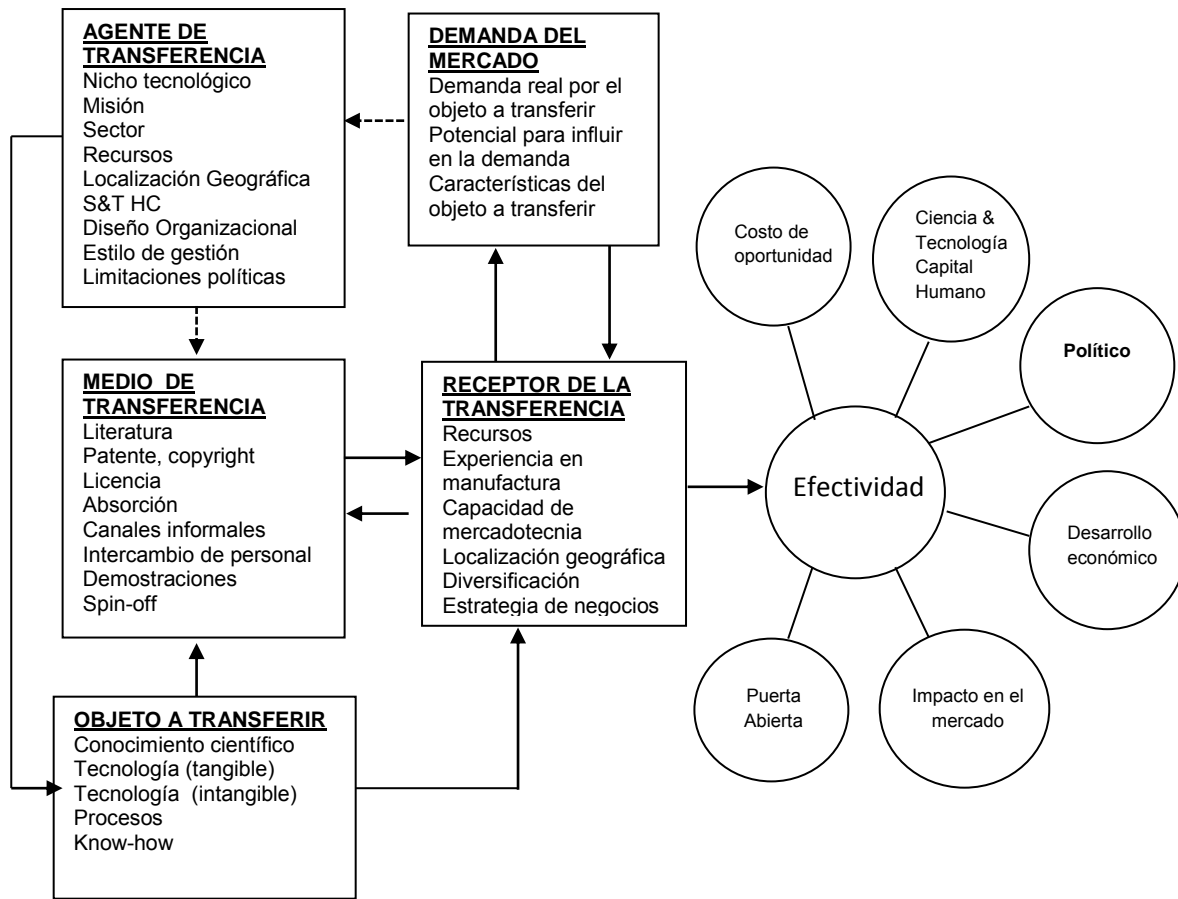 AGENTE DE
TRANSFERENCIA
Nicho tecnológico
Misión
Sector
Recursos
Localización Geográfica
S&T HC
Diseño Organizacional
Estilo de gestión
Limitaciones políticas
DEMANDA DEL
MERCADO
Demanda real por el
objeto a transferir
Potencial para influir
en la demanda
Características del
objeto a transferir
MEDIO DE
TRANSFERENCIA
Literatura
Patente, copyright
Licencia
Absorción
Canales informales
Intercambio de personal
Demostraciones
Spin-off
RECEPTOR DE LA
TRANSFERENCIA
Recursos
Experiencia en
manufactura
Capacidad de
mercadotecnia
Localización geográfica
Diversificación
Estrategia de negocios
OBJETO A TRANSFERIR
Conocimiento científico
Tecnología (tangible)
Tecnología (intangible)
Procesos
Know-how
Efectividad
Costo de
oportunidad
Ciencia &
Tecnología
Capital
Humano
Político
Desarrollo
económico
Impacto en el
mercado
Puerta
Abierta